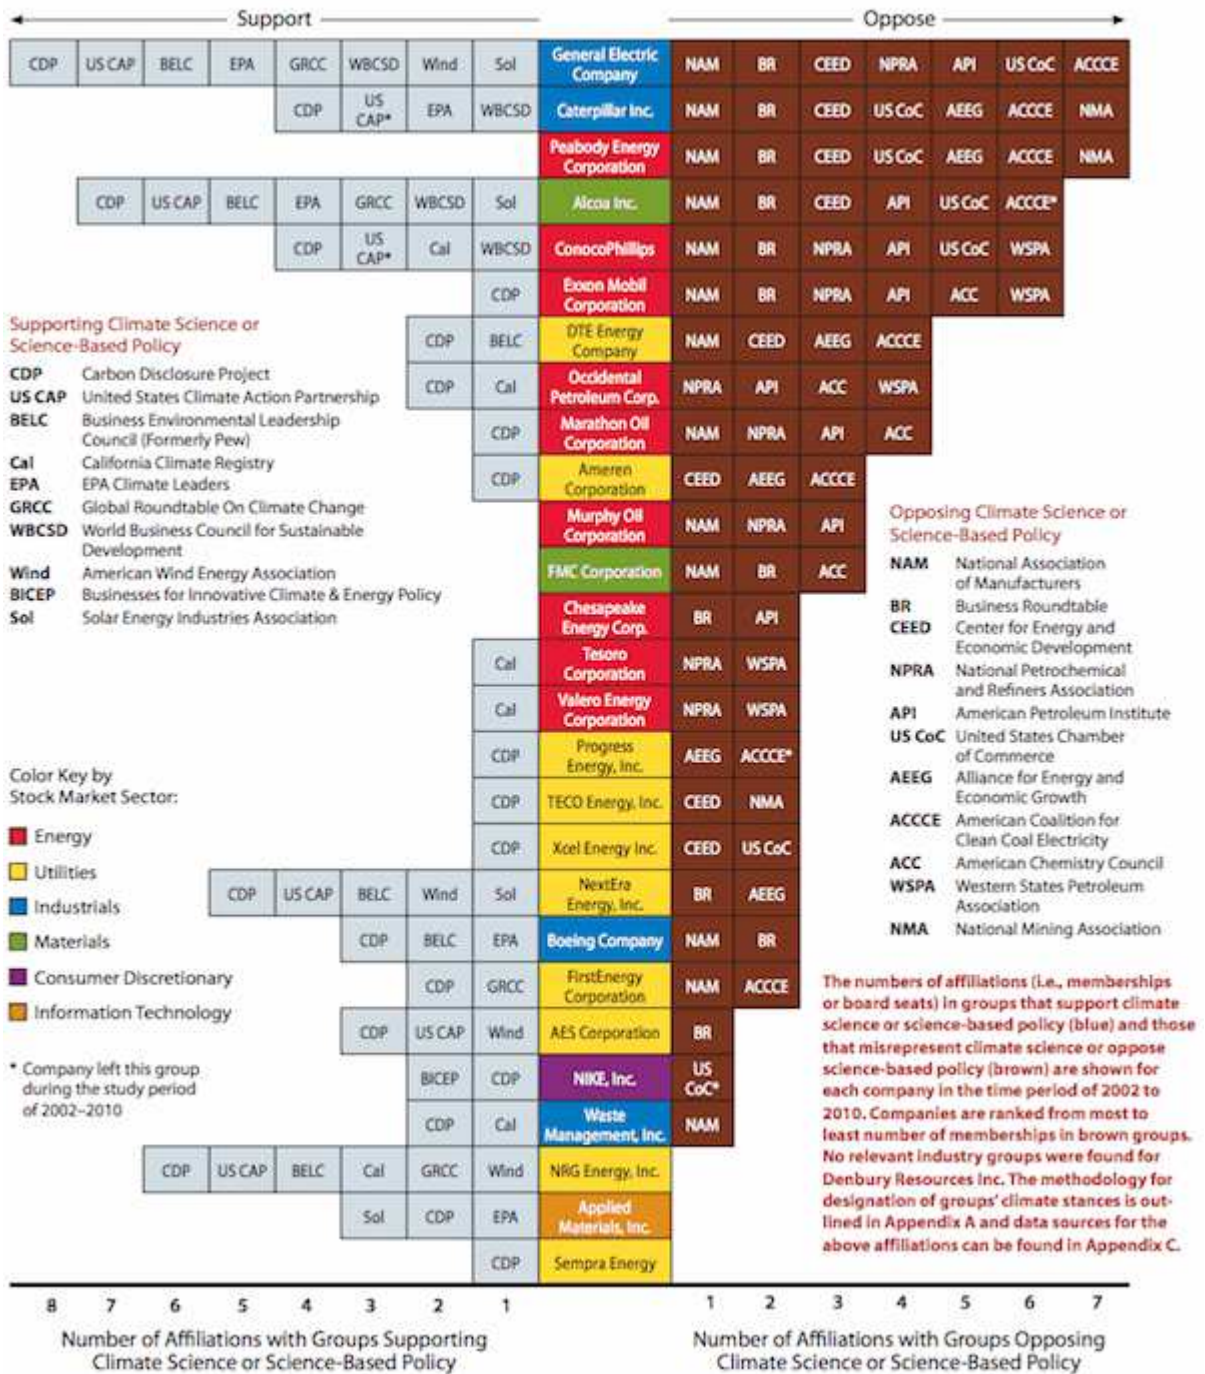 Support
Oppose
CDP US CAP BELC EPA GRCC WBCSD Wind Sol General Electric Company NAM BR CEED NPRA API US CoC ACCCE
CDP US CAP* EPA WBCSD Caterpillar Inc. NAM BR CEED US CoC AEEG ACCCE NMA
Peabody Energy Corporation NAM BR CEED US CoC AEEG ACCCE NMA
CDP US CAP BELC EPA GRCC WBCSD Sol Alcoa Inc. NAM BR CEED API US CoC ACCCE*
CDP US CAP* Cal WBCSD ConocoPhillips NAM BR NPRA API US CoC WSPA
CDP Exxon Mobil Corporation NAM BR NPRA API ACC WSPA
CDP BELC DTE Energy Company NAM CEED AEEG ACCCE
CDP Cal Occidental Petroleum Corp. NPRA API ACC WSPA
CDP Marathon Oil Corporation NAM NPRA API ACC
CDP Ameren Corporation CEED AEEG ACCCE
Murphy Oil Corporation NAM NPRA API
FMC Corporation NAM BR ACC
Chesapeake Energy Corp. BR API
Cal Tesoro Corporation NPRA WSPA
Cal Valero Energy Corporation NPRA WSPA
CDP Progress Energy, Inc. AEEG ACCCE*
CDP TECO Energy, Inc. CEED NMA
CDP Xcel Energy Inc. CEED US CoC
CDP US CAP BELC Wind Sol NextEra Energy, Inc. BR AEEG
CDP BELC EPA Boeing Company NAM BR
CDP GRCC FirstEnergy Corporation NAM ACCCE
CDP US CAP Wind AES Corporation BR
BICEP CDP NIKE, Inc. US CoC*
CDP Cal Waste Management, Inc. NAM
CDP US CAP BELC Cal GRCC Wind NRG Energy, Inc.
Sol CDP EPA Applied Materials, Inc.
CDP Sempra Energy
Supporting Climate Science or
Science-Based Policy
CDP Carbon Disclosure Project
US CAP United States Climate Action Partnership
BELC Business Environmental Leadership
Council (Formerly Pew)
Cal California Climate Registry
EPA EPA Climate Leaders
GRCC Global Roundtable On Climate Change
WBCSD World Business Council for Sustainable
Development
Wind American Wind Energy Association
BICEP Businesses for Innovative Climate & Energy Policy
Sol Solar Energy Industries Association
Color Key by
Stock Market Sector:
Energy
Utilities
Industrials
Materials
Consumer Discretionary
Information Technology
* Company left this group
during the study period
of 2002–2010
Opposing Climate Science or
Science-Based Policy
NAM National Association
of Manufacturers
BR Business Roundtable
CEED Center for Energy and
Economic Development
NPRA National Petrochemical
and Refiners Association
API American Petroleum Institute
US CoC United States Chamber
of Commerce
AEEG Alliance for Energy and
Economic Growth
ACCCE American Coalition for
Clean Coal Electricity
ACC American Chemistry Council
WSPA Western States Petroleum
Association
NMA National Mining Association
The numbers of affiliations (i.e., memberships
or board seats) in groups that support climate
science or science-based policy (blue) and those
that misrepresent climate science or oppose
science-based policy (brown) are shown for
each company in the time period of 2002 to
2010. Companies are ranked from most to
least number of memberships in brown groups.
No relevant industry groups were found for
Denbury Resources Inc. The methodology for
designation of groups' climate stances is out-
lined in Appendix A and data sources for the
above affiliations can be found in Appendix C.
8 7 6 5 4 3 2 1 1 2 3 4 5 6 7
Number of Affiliations with Groups Supporting
Climate Science or Science-Based Policy
Number of Affiliations with Groups Opposing
Climate Science or Science-Based Policy